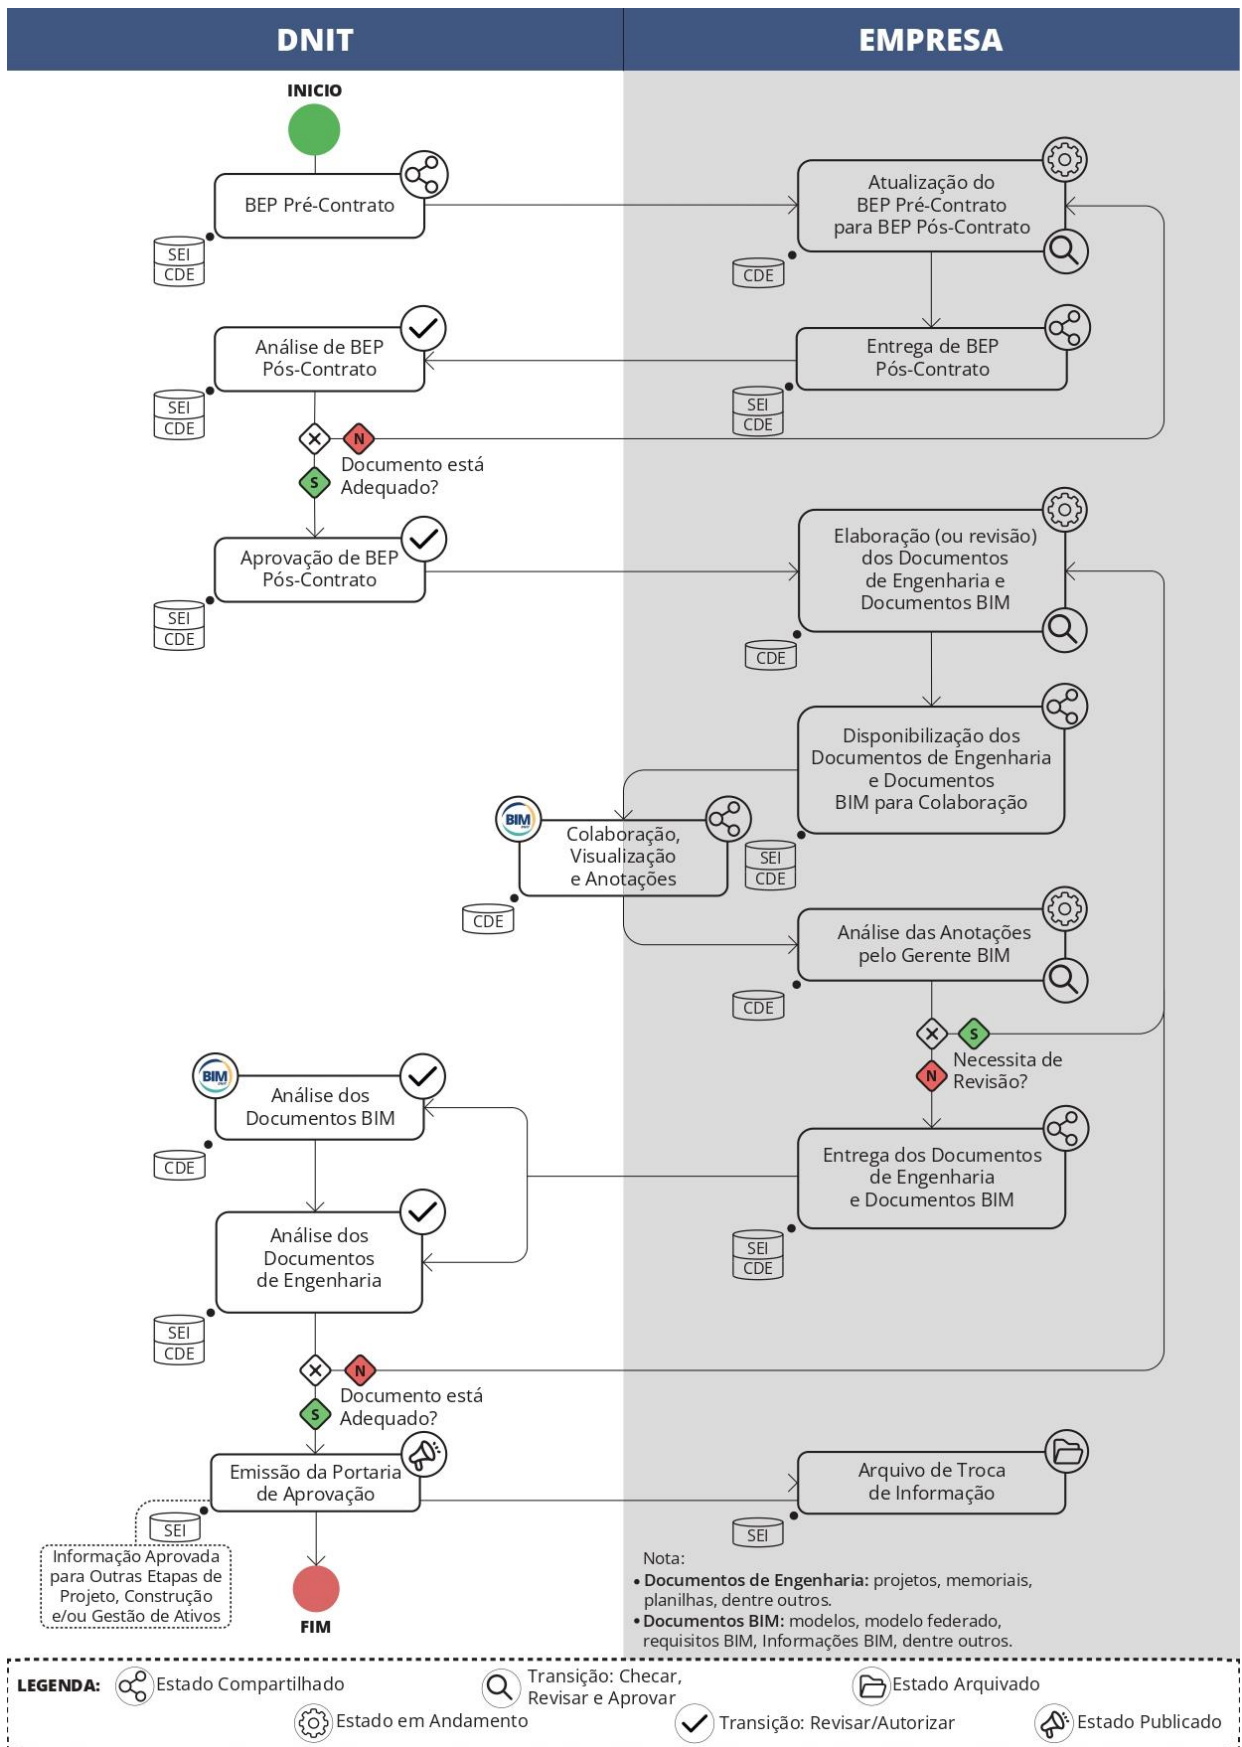 DNIT
EMPRESA
INICIO
BEP Pré-Contrato
SEI
CDE
Atualização do
BEP Pré-Contrato
para BEP Pós-Contrato
CDE
Análise de BEP
Pós-Contrato
SEI
CDE
Entrega de BEP
Pós-Contrato
SEI
CDE
N
Documento está
Adequado?
S
Aprovação de BEP
Pós-Contrato
SEI
CDE
Elaboração (ou revisão)
dos Documentos
de Engenharia e
Documentos BIM
CDE
Disponibilização dos
Documentos de Engenharia
e Documentos
BIM para Colaboração
SEI
CDE
BIM
Colaboração,
Visualização
e Anotações
CDE
Análise das Anotações
pelo Gerente BIM
CDE
S
Necessita de
Revisão?
N
BIM
Análise dos
Documentos BIM
CDE
Entrega dos Documentos
de Engenharia
e Documentos BIM
SEI
CDE
Análise dos
Documentos
de Engenharia
SEI
CDE
N
Documento está
Adequado?
S
Emissão da Portaria
de Aprovação
SEI
Arquivo de Troca
de Informação
SEI
Informação Aprovada
para Outras Etapas de
Projeto, Construção
e/ou Gestão de Ativos
FIM
Nota:
• Documentos de Engenharia: projetos, memoriais,
planilhas, dentre outros.
• Documentos BIM: modelos, modelo federado,
requisitos BIM, Informações BIM, dentre outros.
LEGENDA:
Estado Compartilhado
Transição: Checar,
Revisar e Aprovar
Estado Arquivado
Estado em Andamento
Transição: Revisar/Autorizar
Estado Publicado